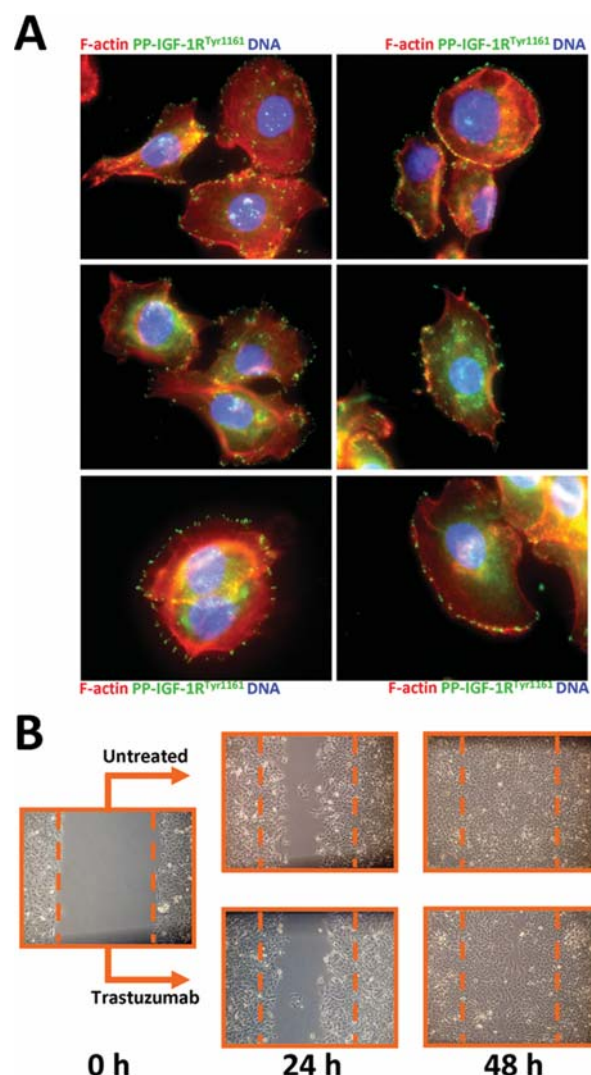 A
F-actin PP-IGF-1RTyr1161 DNA
F-actin PP-IGF-1RTyr1161 DNA
F-actin PP-IGF-1RTyr1161 DNA
F-actin PP-IGF-1RTyr1161 DNA
B
Untreated
Trastuzumab
0 h
24 h
48 h